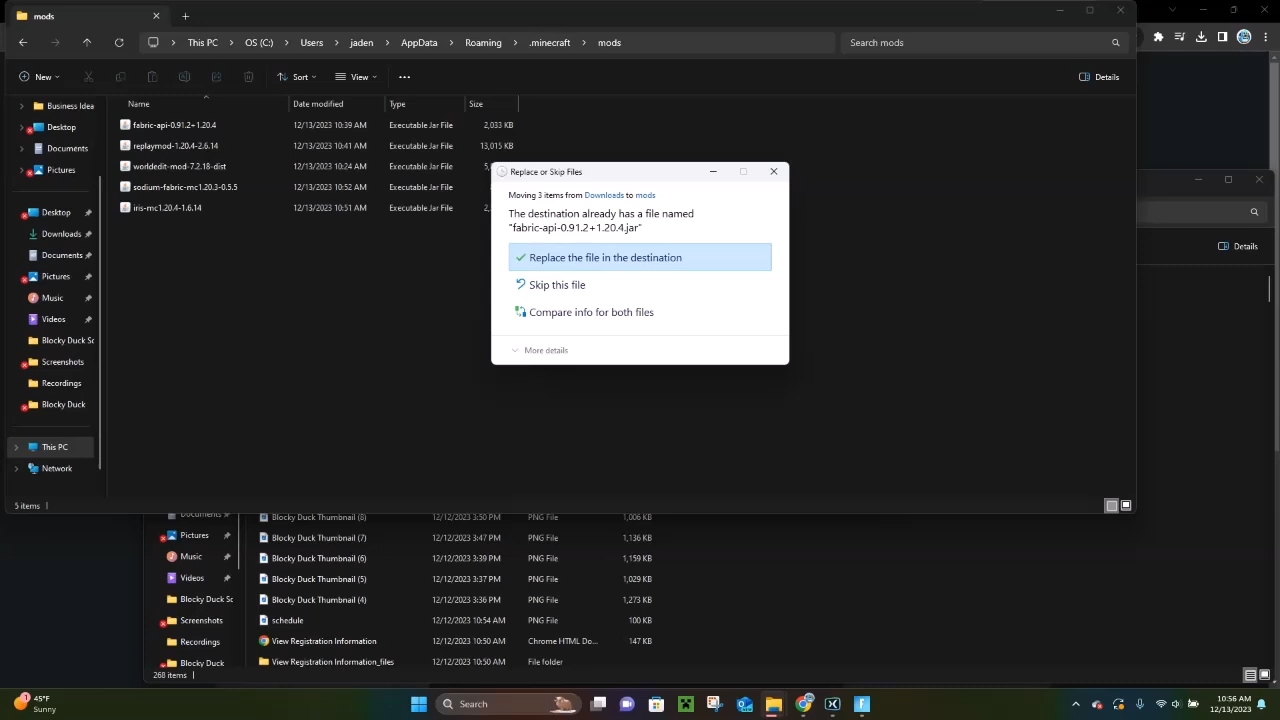 mods
This PC
OS (C:)
Users
jaden
AppData
Roaming
.minecraft
mods
Search mods
New
Sort
View
Details
Name
Date modified
Type
Size
fabric-api-0.91.2+1.20.4 12/13/2023 10:39 AM Executable Jar File 2,033 KB
replaymod-1.20.4-2.6.14 12/13/2023 10:41 AM Executable Jar File 13,015 KB
worldedit-mod-7.2.18-dist 12/13/2023 10:24 AM Executable Jar File
sodium-fabric-mc1.20.3-0.5.5 12/13/2023 10:52 AM Executable Jar File
iris-mc1.20.4-1.6.14 12/13/2023 10:51 AM Executable Jar File
Business Idea
Desktop
Documents
Pictures
Desktop
Downloads
Documents
Pictures
Music
Videos
Blocky Duck Sc
Screenshots
Recordings
Blocky Duck
This PC
Network
5 items
Replace or Skip Files
Moving 3 items from Downloads to mods
The destination already has a file named
"fabric-api-0.91.2+1.20.4.jar"
Replace the file in the destination
Skip this file
Compare info for both files
More details
Details
Documents
Pictures
Music
Videos
Blocky Duck Sc
Screenshots
Recordings
Blocky Duck
Blocky Duck Thumbnail (8) 12/12/2023 3:50 PM PNG File 1,006 KB
Blocky Duck Thumbnail (7) 12/12/2023 3:47 PM PNG File 1,136 KB
Blocky Duck Thumbnail (6) 12/12/2023 3:39 PM PNG File 1,159 KB
Blocky Duck Thumbnail (5) 12/12/2023 3:37 PM PNG File 1,029 KB
Blocky Duck Thumbnail (4) 12/12/2023 3:36 PM PNG File 1,273 KB
schedule 12/12/2023 10:54 AM PNG File 100 KB
View Registration Information 12/12/2023 10:50 AM Chrome HTML Do... 147 KB
View Registration Information_files 12/12/2023 10:50 AM File folder
268 items
1
45°F
Sunny
Search
10:56 AM
12/13/2023